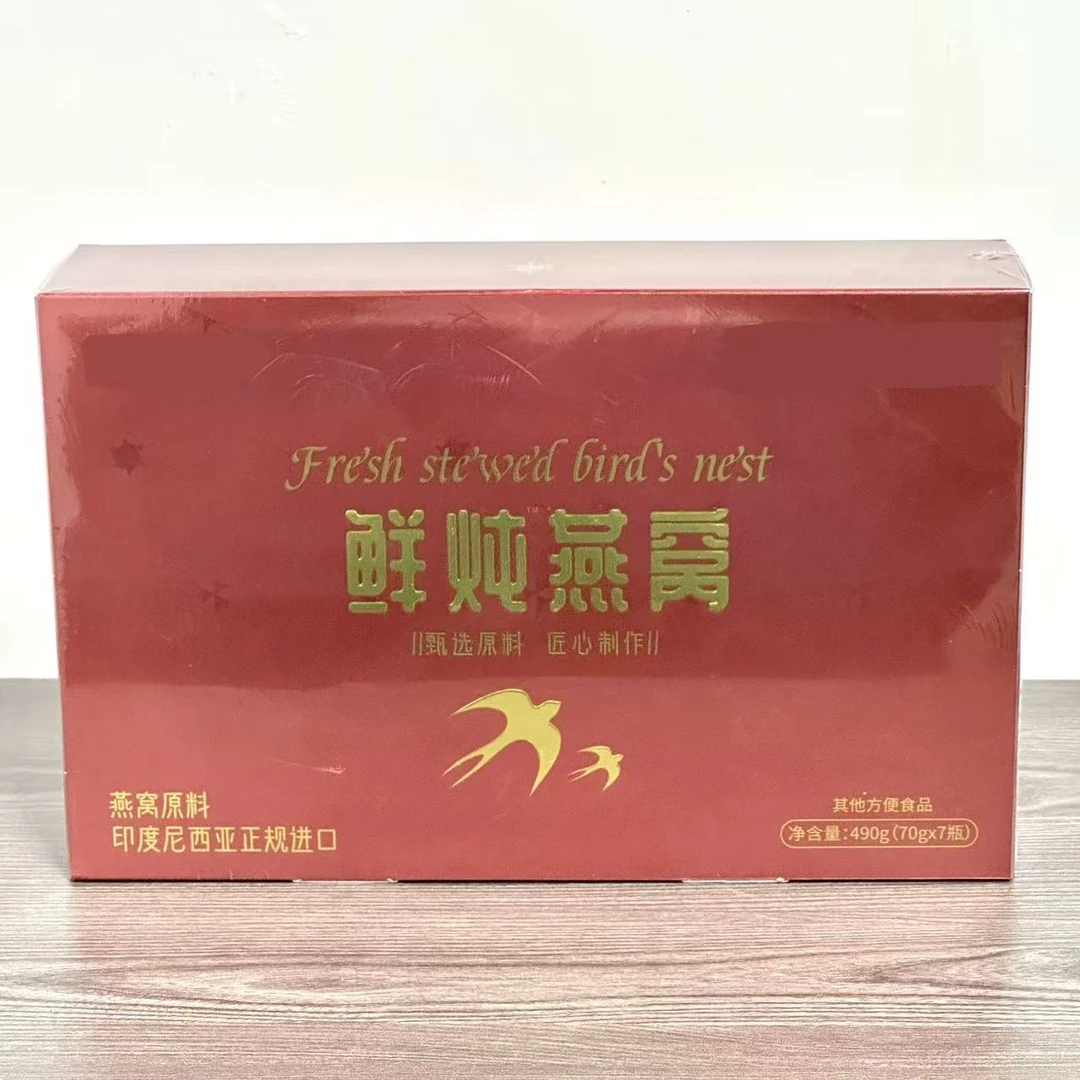 Fresh stewed bird's nest
鲜炖燕窝
TM
甄选原料 匠心制作
燕窝原料
印度尼西亚正规进口
其他方便食品
净含量:490g(70gx7瓶)